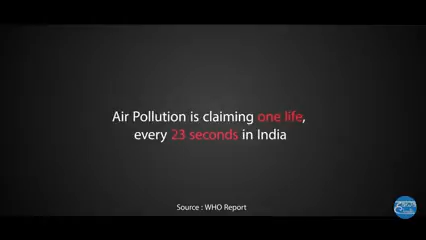 Air Pollution is claiming one life,
every 23 seconds in India
Source : WHO Report